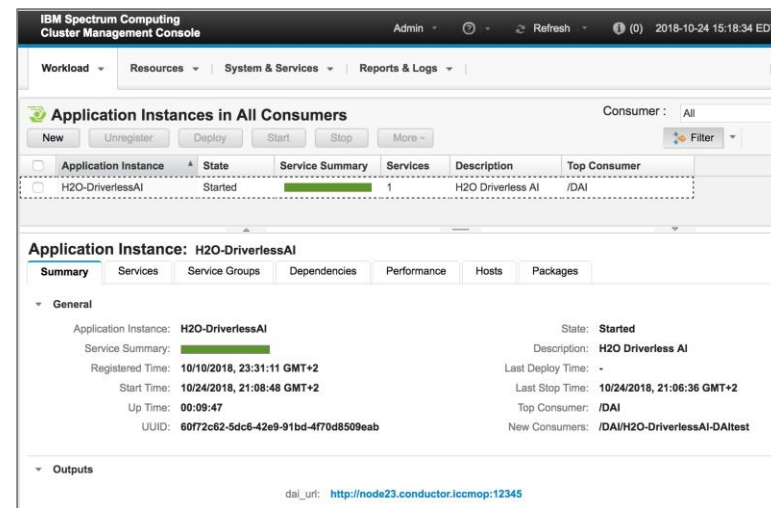 IBM Spectrum Computing
Cluster Management Console
Admin
Refresh
(0) 2018-10-24 15:18:34 EDT
Workload Resources System & Services Reports & Logs
Application Instances in All Consumers
Consumer : All
New Unregister Deploy Start Stop More
Filter
Application Instance State Service Summary Services Description Top Consumer
H2O-DriverlessAI Started 1 H2O Driverless AI /DAI
Application Instance: H2O-DriverlessAI
Summary Services Service Groups Dependencies Performance Hosts Packages
General
Application Instance: H2O-DriverlessAI State: Started
Service Summary: Description: H2O Driverless AI
Registered Time: 10/10/2018, 23:31:11 GMT+2 Last Deploy Time: -
Start Time: 10/24/2018, 21:08:48 GMT+2 Last Stop Time: 10/24/2018, 21:06:36 GMT+2
Up Time: 00:09:47 Top Consumer: /DAI
UUID: 60f72c62-5dc6-42e9-91bd-4f70d8509eab New Consumers: /DAI/H2O-DriverlessAI-DAItest
Outputs
dai_url: http://node23.conductor.iccmop:12345